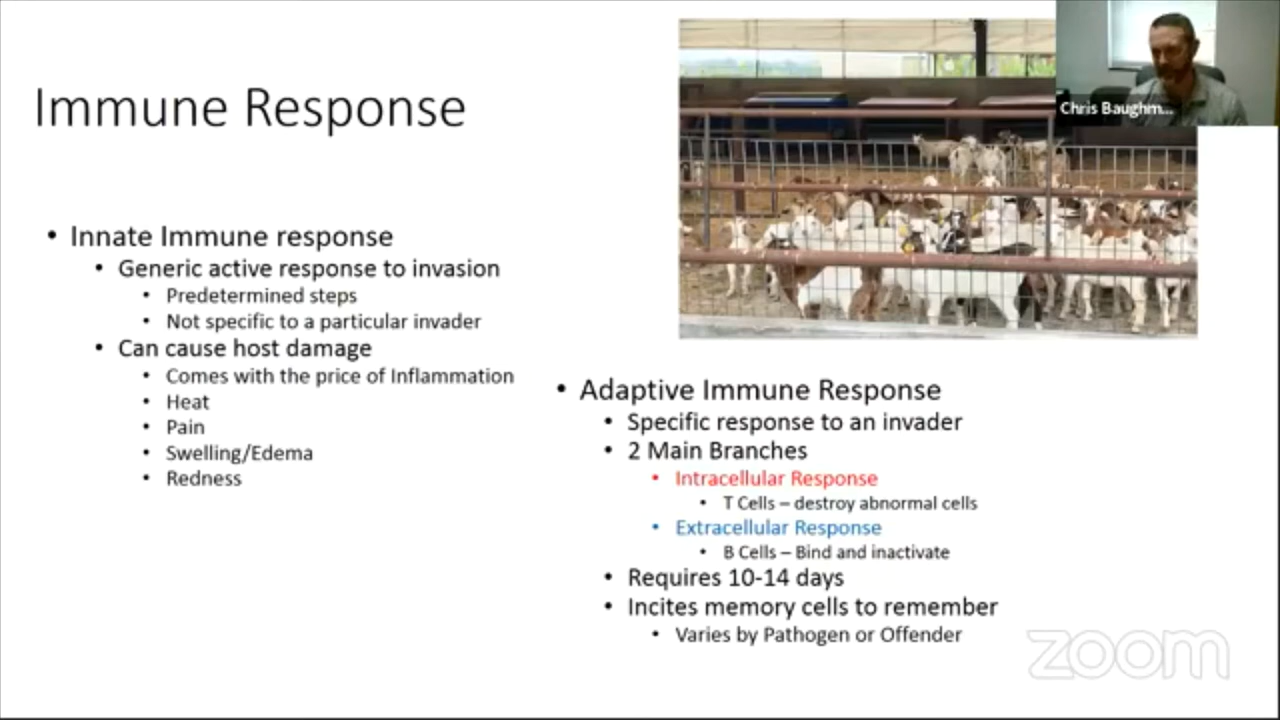 Immune Response
Chris Baughm...
• Innate Immune response
• Generic active response to invasion
• Predetermined steps
• Not specific to a particular invader
• Can cause host damage
• Comes with the price of Inflammation
• Heat
• Pain
• Swelling/Edema
• Redness
• Adaptive Immune Response
• Specific response to an invader
• 2 Main Branches
• Intracellular Response
• T Cells – destroy abnormal cells
• Extracellular Response
• B Cells – Bind and inactivate
• Requires 10-14 days
• Incites memory cells to remember
• Varies by Pathogen or Offender
zoom